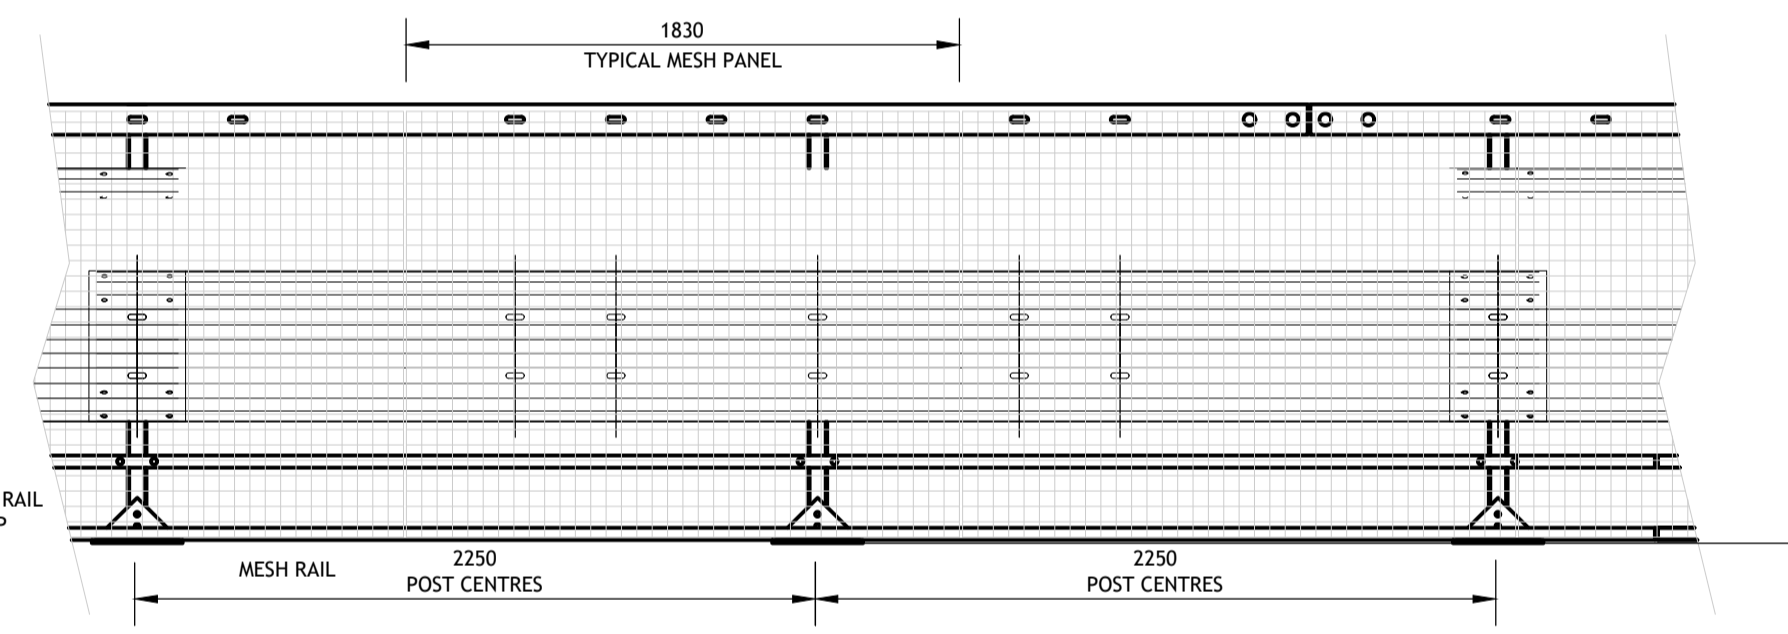 1830
TYPICAL MESH PANEL
RAIL
MESH RAIL
2250
POST CENTRES
2250
POST CENTRES